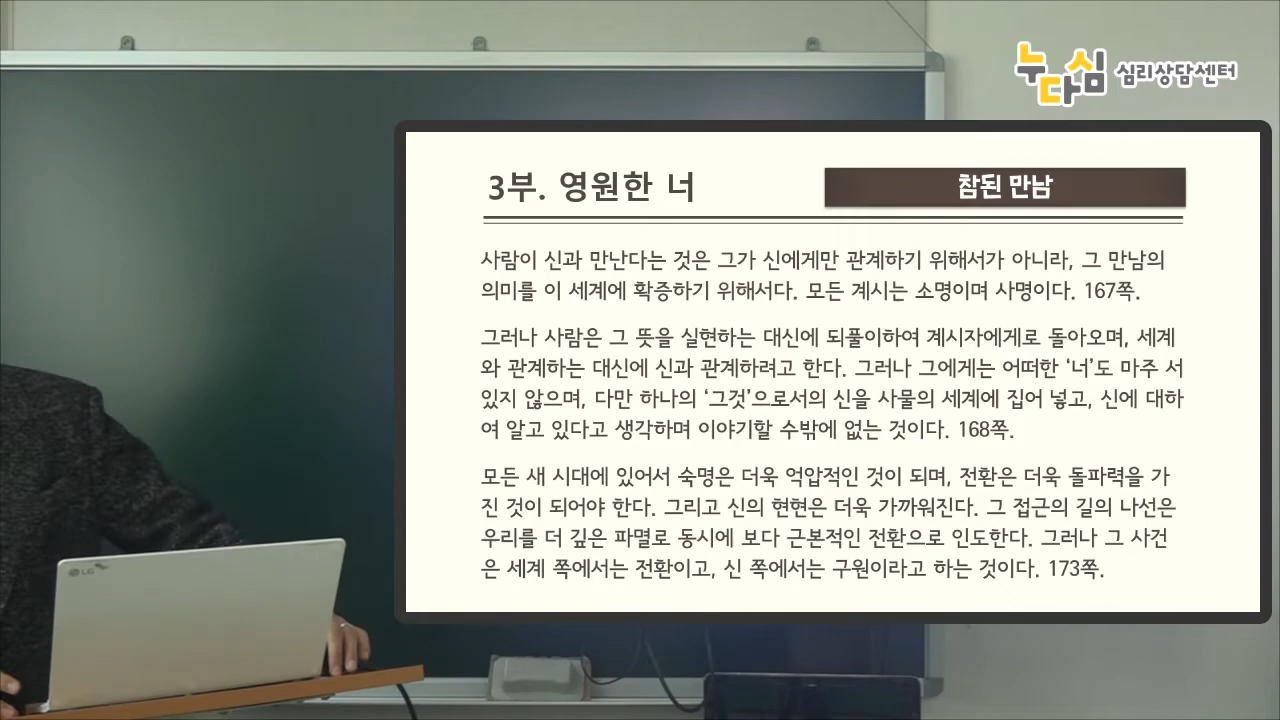 누다심 심리상담센터
3부. 영원한 너
참된 만남
사람이 신과 만난다는 것은 그가 신에게만 관계하기 위해서가 아니라, 그 만남의
의미를 이 세계에 확증하기 위해서다. 모든 계시는 소명이며 사명이다. 167쪽.
그러나 사람은 그 뜻을 실현하는 대신에 되풀이하여 계시자에게로 돌아오며, 세계
와 관계하는 대신에 신과 관계하려고 한다. 그러나 그에게는 어떠한 ‘너’도 마주 서
있지 않으며, 다만 하나의 ‘그것’으로서의 신을 사물의 세계에 집어 넣고, 신에 대하
여 알고 있다고 생각하며 이야기할 수밖에 없는 것이다. 168쪽.
모든 새 시대에 있어서 숙명은 더욱 억압적인 것이 되며, 전환은 더욱 돌파력을 가
진 것이 되어야 한다. 그리고 신의 현현은 더욱 가까워진다. 그 접근의 길의 나선은
우리를 더 깊은 파멸로 동시에 보다 근본적인 전환으로 인도한다. 그러나 그 사건
은 세계 쪽에서는 전환이고, 신 쪽에서는 구원이라고 하는 것이다. 173쪽.
LG